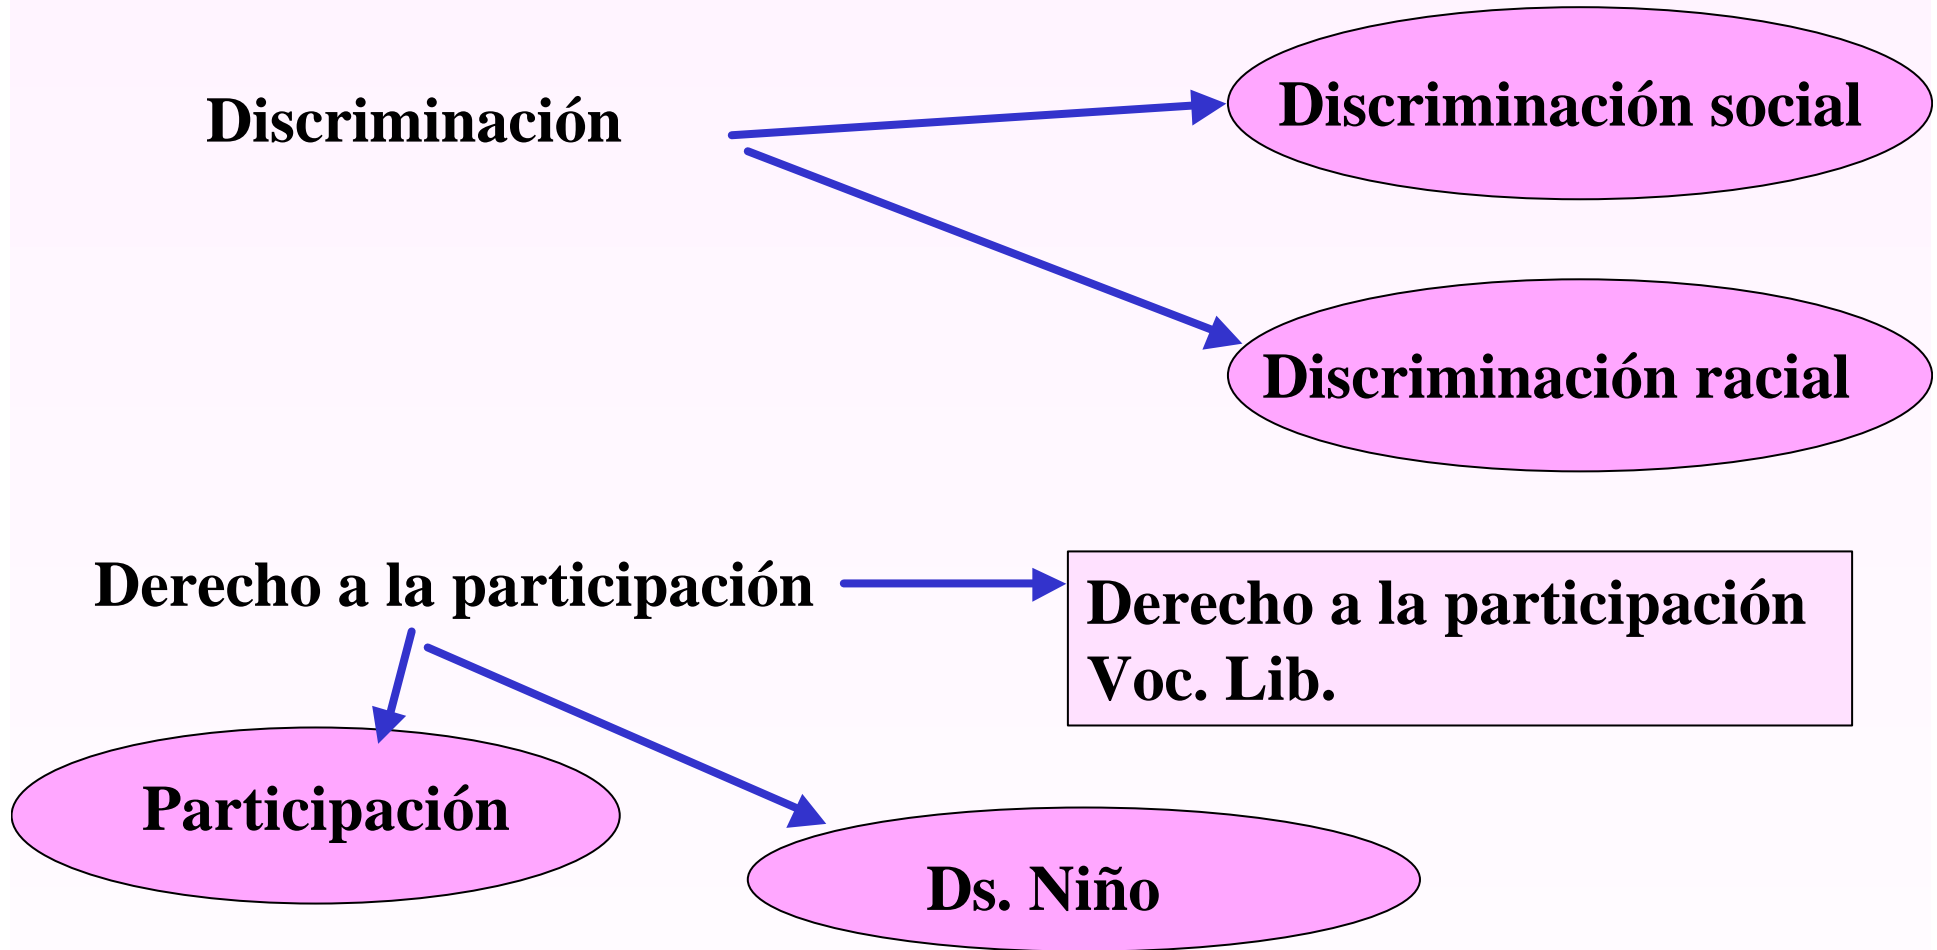 Discriminación
Discriminación social
Discriminación racial
Derecho a la participación
Derecho a la participación
Voc. Lib.
Participación
Ds. Niño